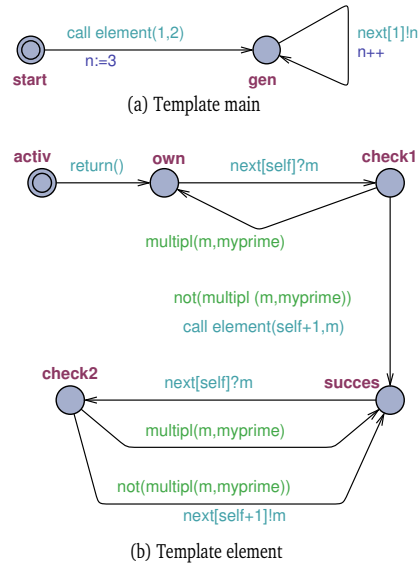 call element(1,2)
n:=3
next[1]!n
n++
start
gen
(a) Template main
activ
return()
own
next[self]?m
check1
multipl(m,myprime)
not(multipl (m,myprime))
call element(self+1,m)
check2
next[self]?m
succes
multipl(m,myprime)
not(multipl(m,myprime))
next[self+1]!m
(b) Template element